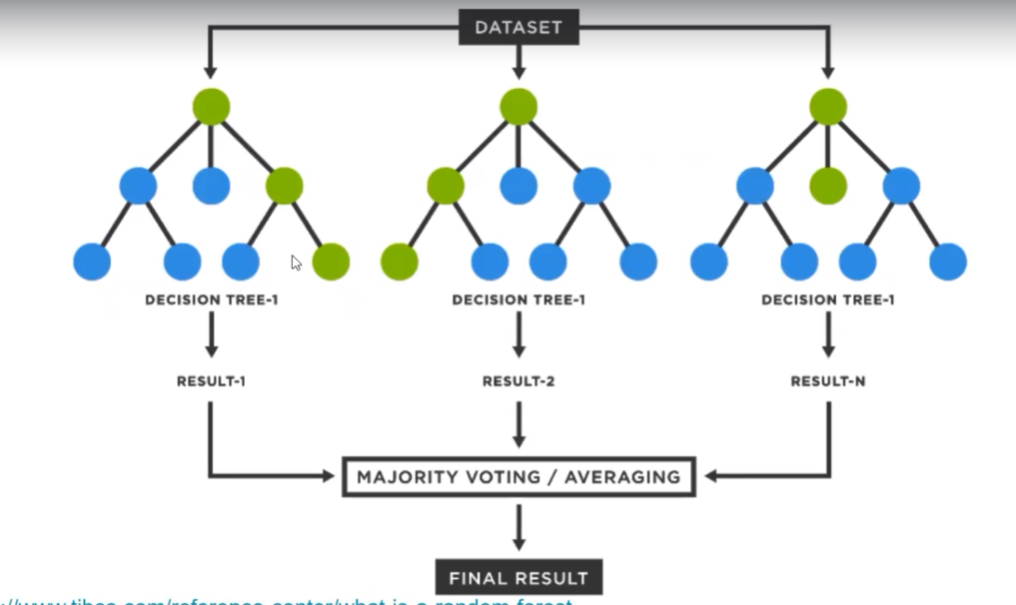 DATASET
DECISION TREE-1
DECISION TREE-1
DECISION TREE-1
RESULT-1
RESULT-2
RESULT-N
MAJORITY VOTING / AVERAGING
FINAL RESULT
://www.tibco.com/reference-center/what-is-a-random-forest